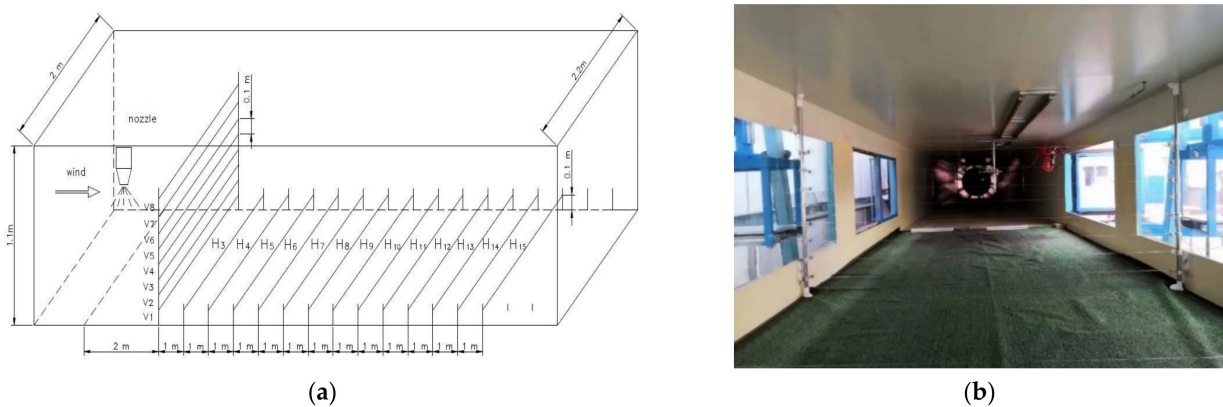 2 m
2.2m
nozzle
0.1 m
wind
0.1 m
1.1m
V8
V7
V6
V5
V4
V3
V2
V1
H3 H4 H5 H6 H7 H8 H9 H10 H11 H12 H13 H14 H15
2 m 1 m 1 m 1 m 1 m 1 m 1 m 1 m 1 m 1 m 1 m 1 m 1 m 1 m
(a) (b)